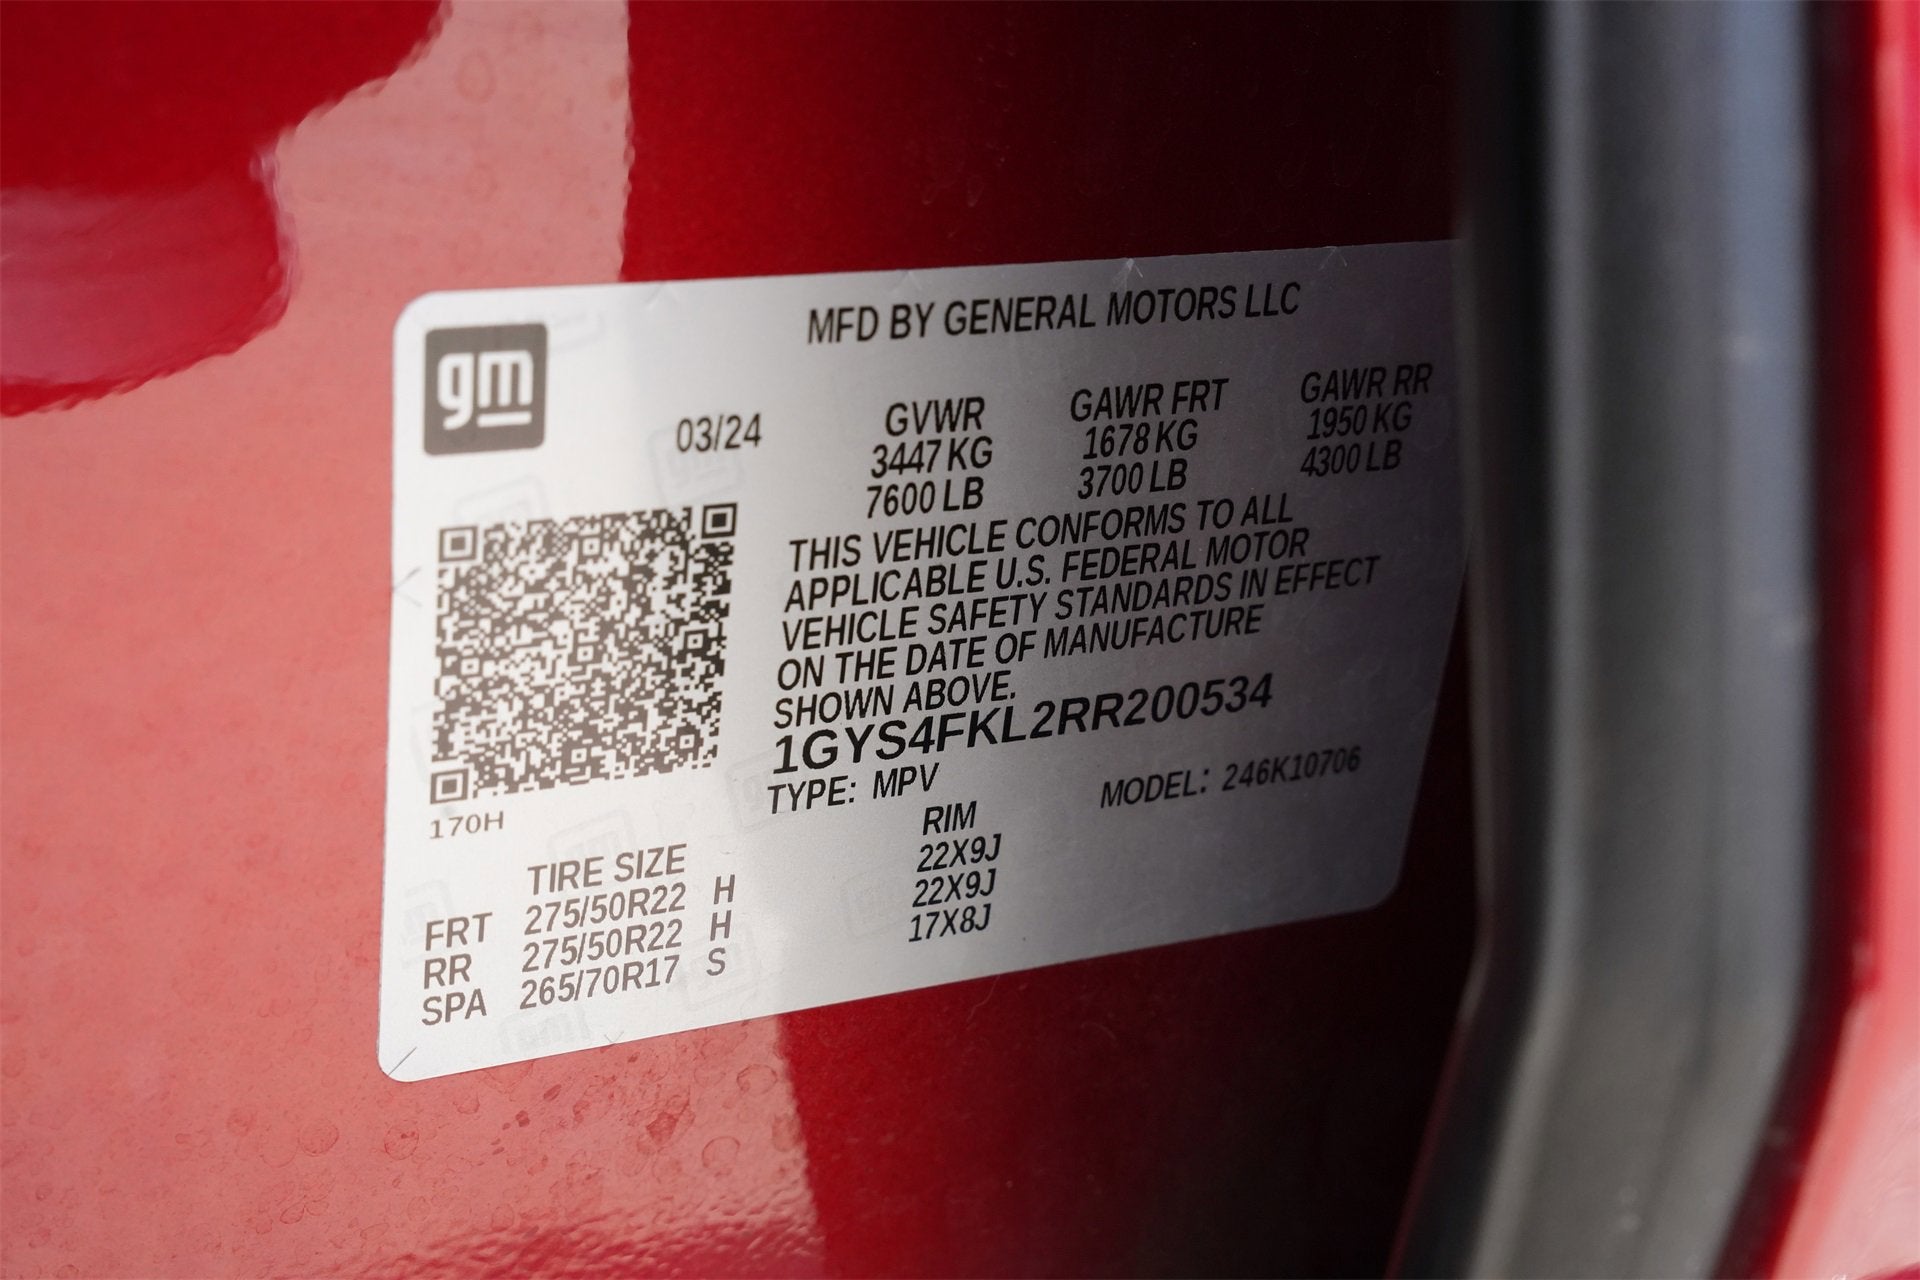 gm
MFD BY GENERAL MOTORS LLC
03/24 GVWR GAWR FRT GAWR RR
3447 KG 1678 KG 1950 KG
7600 LB 3700 LB 4300 LB
THIS VEHICLE CONFORMS TO ALL
APPLICABLE U.S. FEDERAL MOTOR
VEHICLE SAFETY STANDARDS IN EFFECT
ON THE DATE OF MANUFACTURE
SHOWN ABOVE.
1GYS4FKL2RR200534
TYPE: MPV MODEL: 246K10706
170H
TIRE SIZE RIM
FRT 275/50R22 H 22X9J
RR 275/50R22 H 22X9J
SPA 265/70R17 S 17X8J